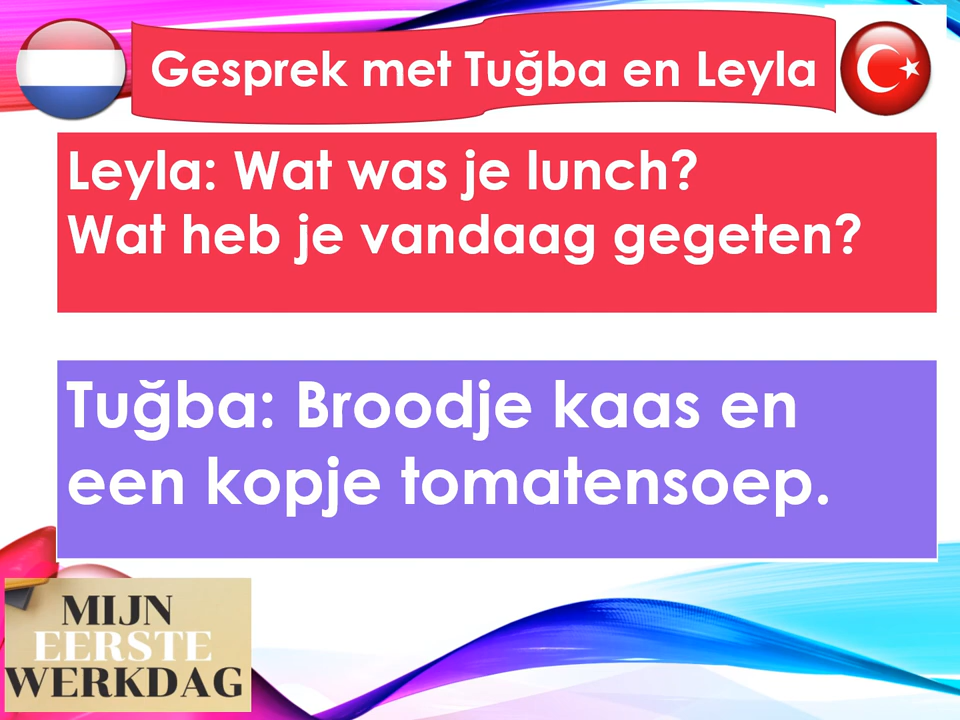 Gesprek met Tuğba en Leyla
Leyla: Wat was je lunch?
Wat heb je vandaag gegeten?
Tuğba: Broodje kaas en
een kopje tomatensoep.
MIJN
EERSTE
WERKDAG